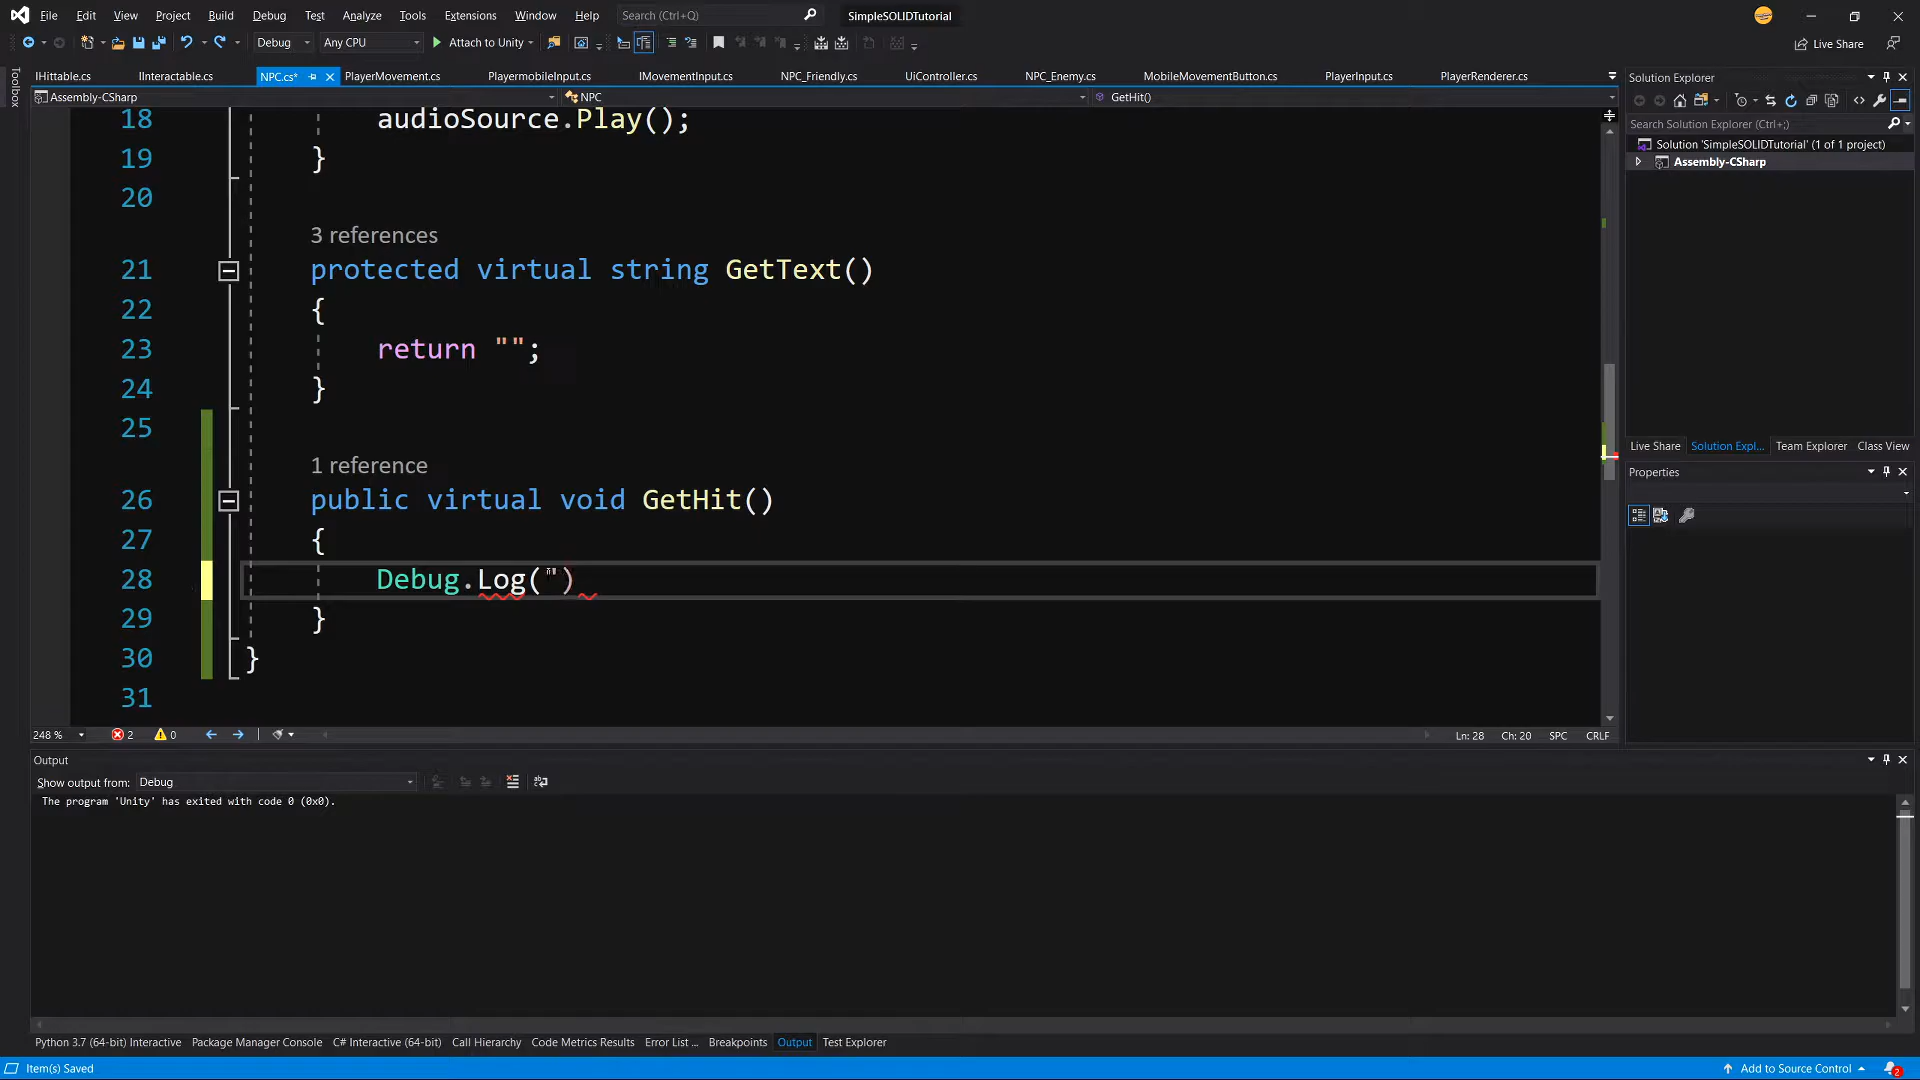 File Edit View Project Build Debug Test Analyze Tools Extensions Window Help Search (Ctrl+Q) SimpleSOLIDTutorial
Debug Any CPU Attach to Unity Live Share
Toolbox
IHittable.cs IInteractable.cs NPC.cs* PlayerMovement.cs PlayermobileInput.cs IMovementInput.cs NPC_Friendly.cs UiController.cs NPC_Enemy.cs MobileMovementButton.cs PlayerInput.cs PlayerRenderer.cs
Assembly-CSharp NPC GetHit()
18 audioSource.Play();
19 }
20
3 references
21 protected virtual string GetText()
22 {
23 return "";
24 }
25
1 reference
26 public virtual void GetHit()
27 {
28 Debug.Log(")
29 }
30 }
31
248 % 2 0 Ln: 28 Ch: 20 SPC CRLF
Solution Explorer
Search Solution Explorer (Ctrl+;)
Solution 'SimpleSOLIDTutorial' (1 of 1 project)
Assembly-CSharp
Live Share Solution Expl... Team Explorer Class View
Properties
Output
Show output from: Debug
The program 'Unity' has exited with code 0 (0x0).
Python 3.7 (64-bit) Interactive Package Manager Console C# Interactive (64-bit) Call Hierarchy Code Metrics Results Error List ... Breakpoints Output Test Explorer
Item(s) Saved Add to Source Control 2